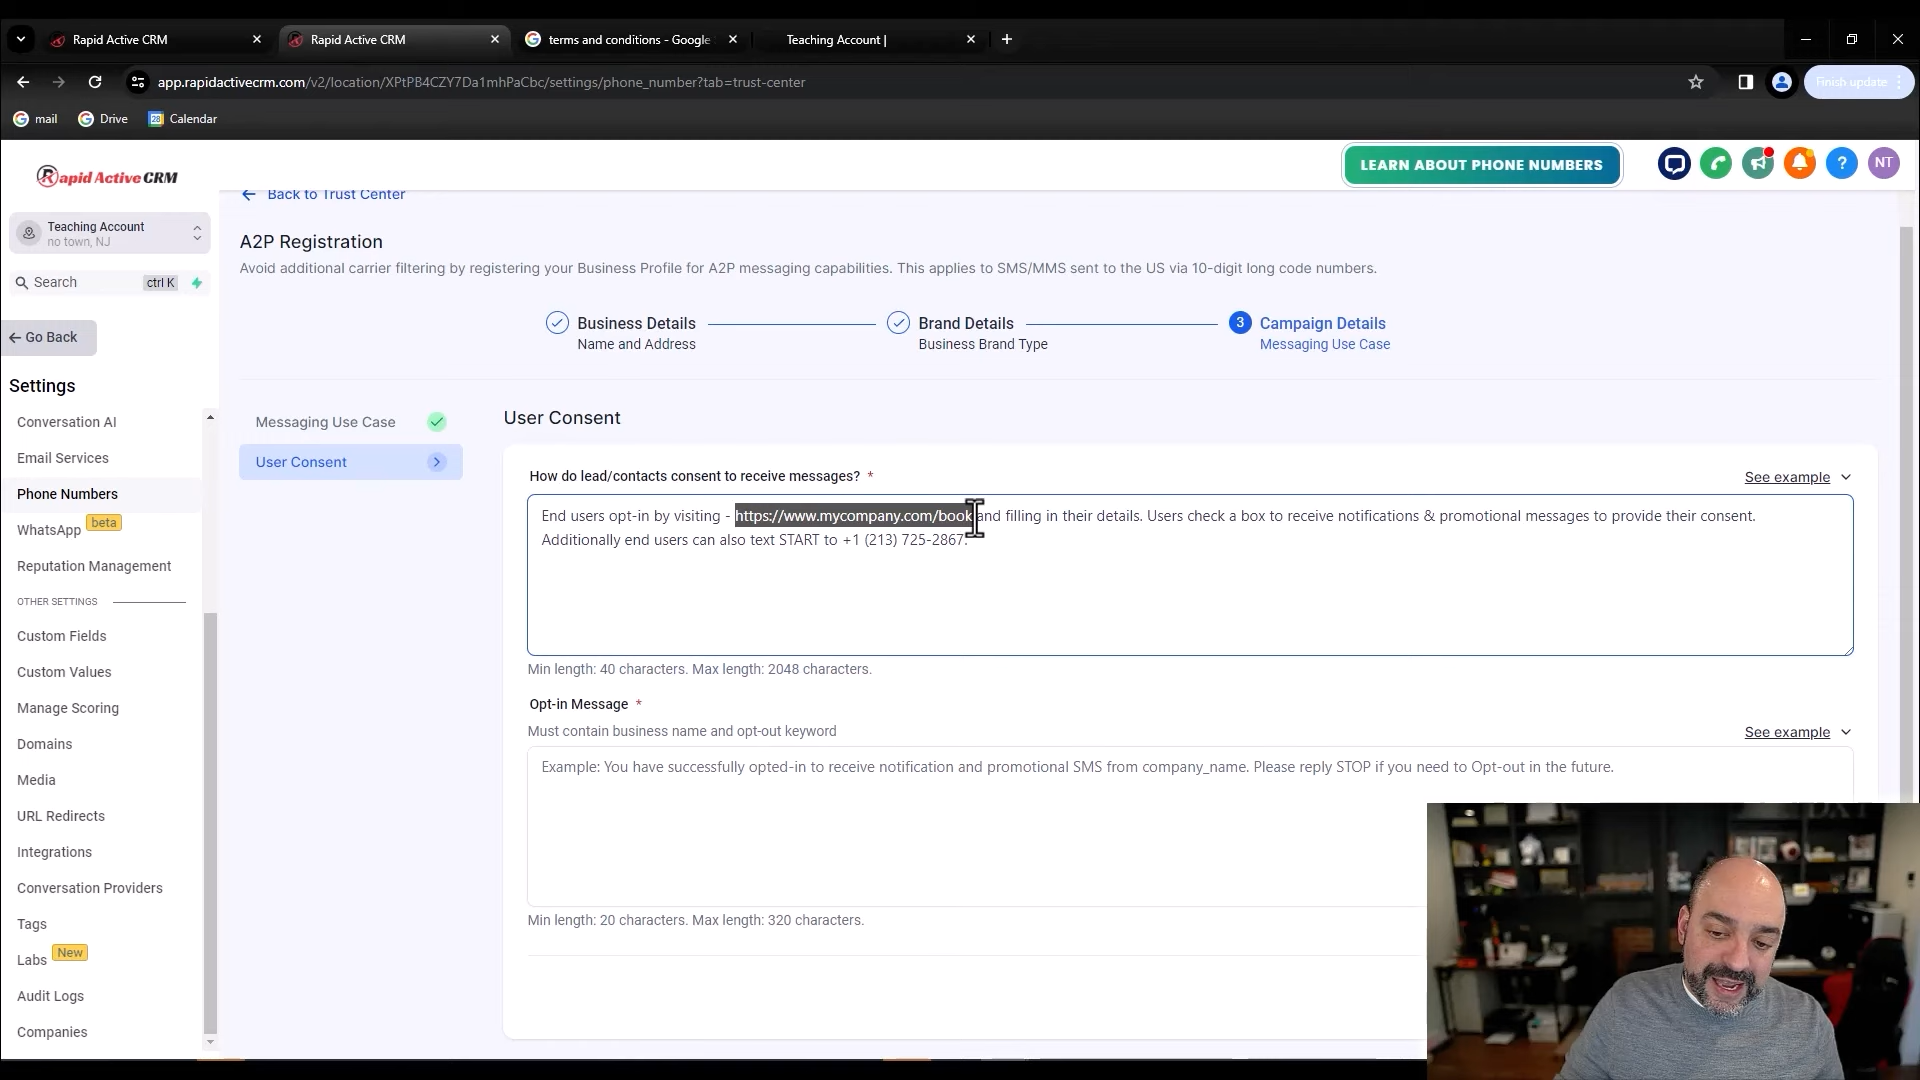 Rapid Active CRM
Rapid Active CRM
terms and conditions - Google
Teaching Account |
app.rapidactivecrm.com/v2/location/XPtPB4CZY7Da1mhPaCbc/settings/phone_number?tab=trust-center
Finish update
mail
Drive
28
Calendar
Rapid Active CRM
LEARN ABOUT PHONE NUMBERS
?
NT
Back to Trust Center
Teaching Account
no town, NJ
Search
ctrl K
Go Back
A2P Registration
Avoid additional carrier filtering by registering your Business Profile for A2P messaging capabilities. This applies to SMS/MMS sent to the US via 10-digit long code numbers.
Business Details
Name and Address
Brand Details
Business Brand Type
3
Campaign Details
Messaging Use Case
Settings
Conversation AI
Email Services
Phone Numbers
WhatsApp beta
Reputation Management
OTHER SETTINGS
Custom Fields
Custom Values
Manage Scoring
Domains
Media
URL Redirects
Integrations
Conversation Providers
Tags
Labs New
Audit Logs
Companies
Messaging Use Case
User Consent
User Consent
How do lead/contacts consent to receive messages? *
See example
End users opt-in by visiting - https://www.mycompany.com/book and filling in their details. Users check a box to receive notifications & promotional messages to provide their consent.
Additionally end users can also text START to +1 (213) 725-2867.
Min length: 40 characters. Max length: 2048 characters.
Opt-in Message *
Must contain business name and opt-out keyword
See example
Example: You have successfully opted-in to receive notification and promotional SMS from company_name. Please reply STOP if you need to Opt-out in the future.
Min length: 20 characters. Max length: 320 characters.